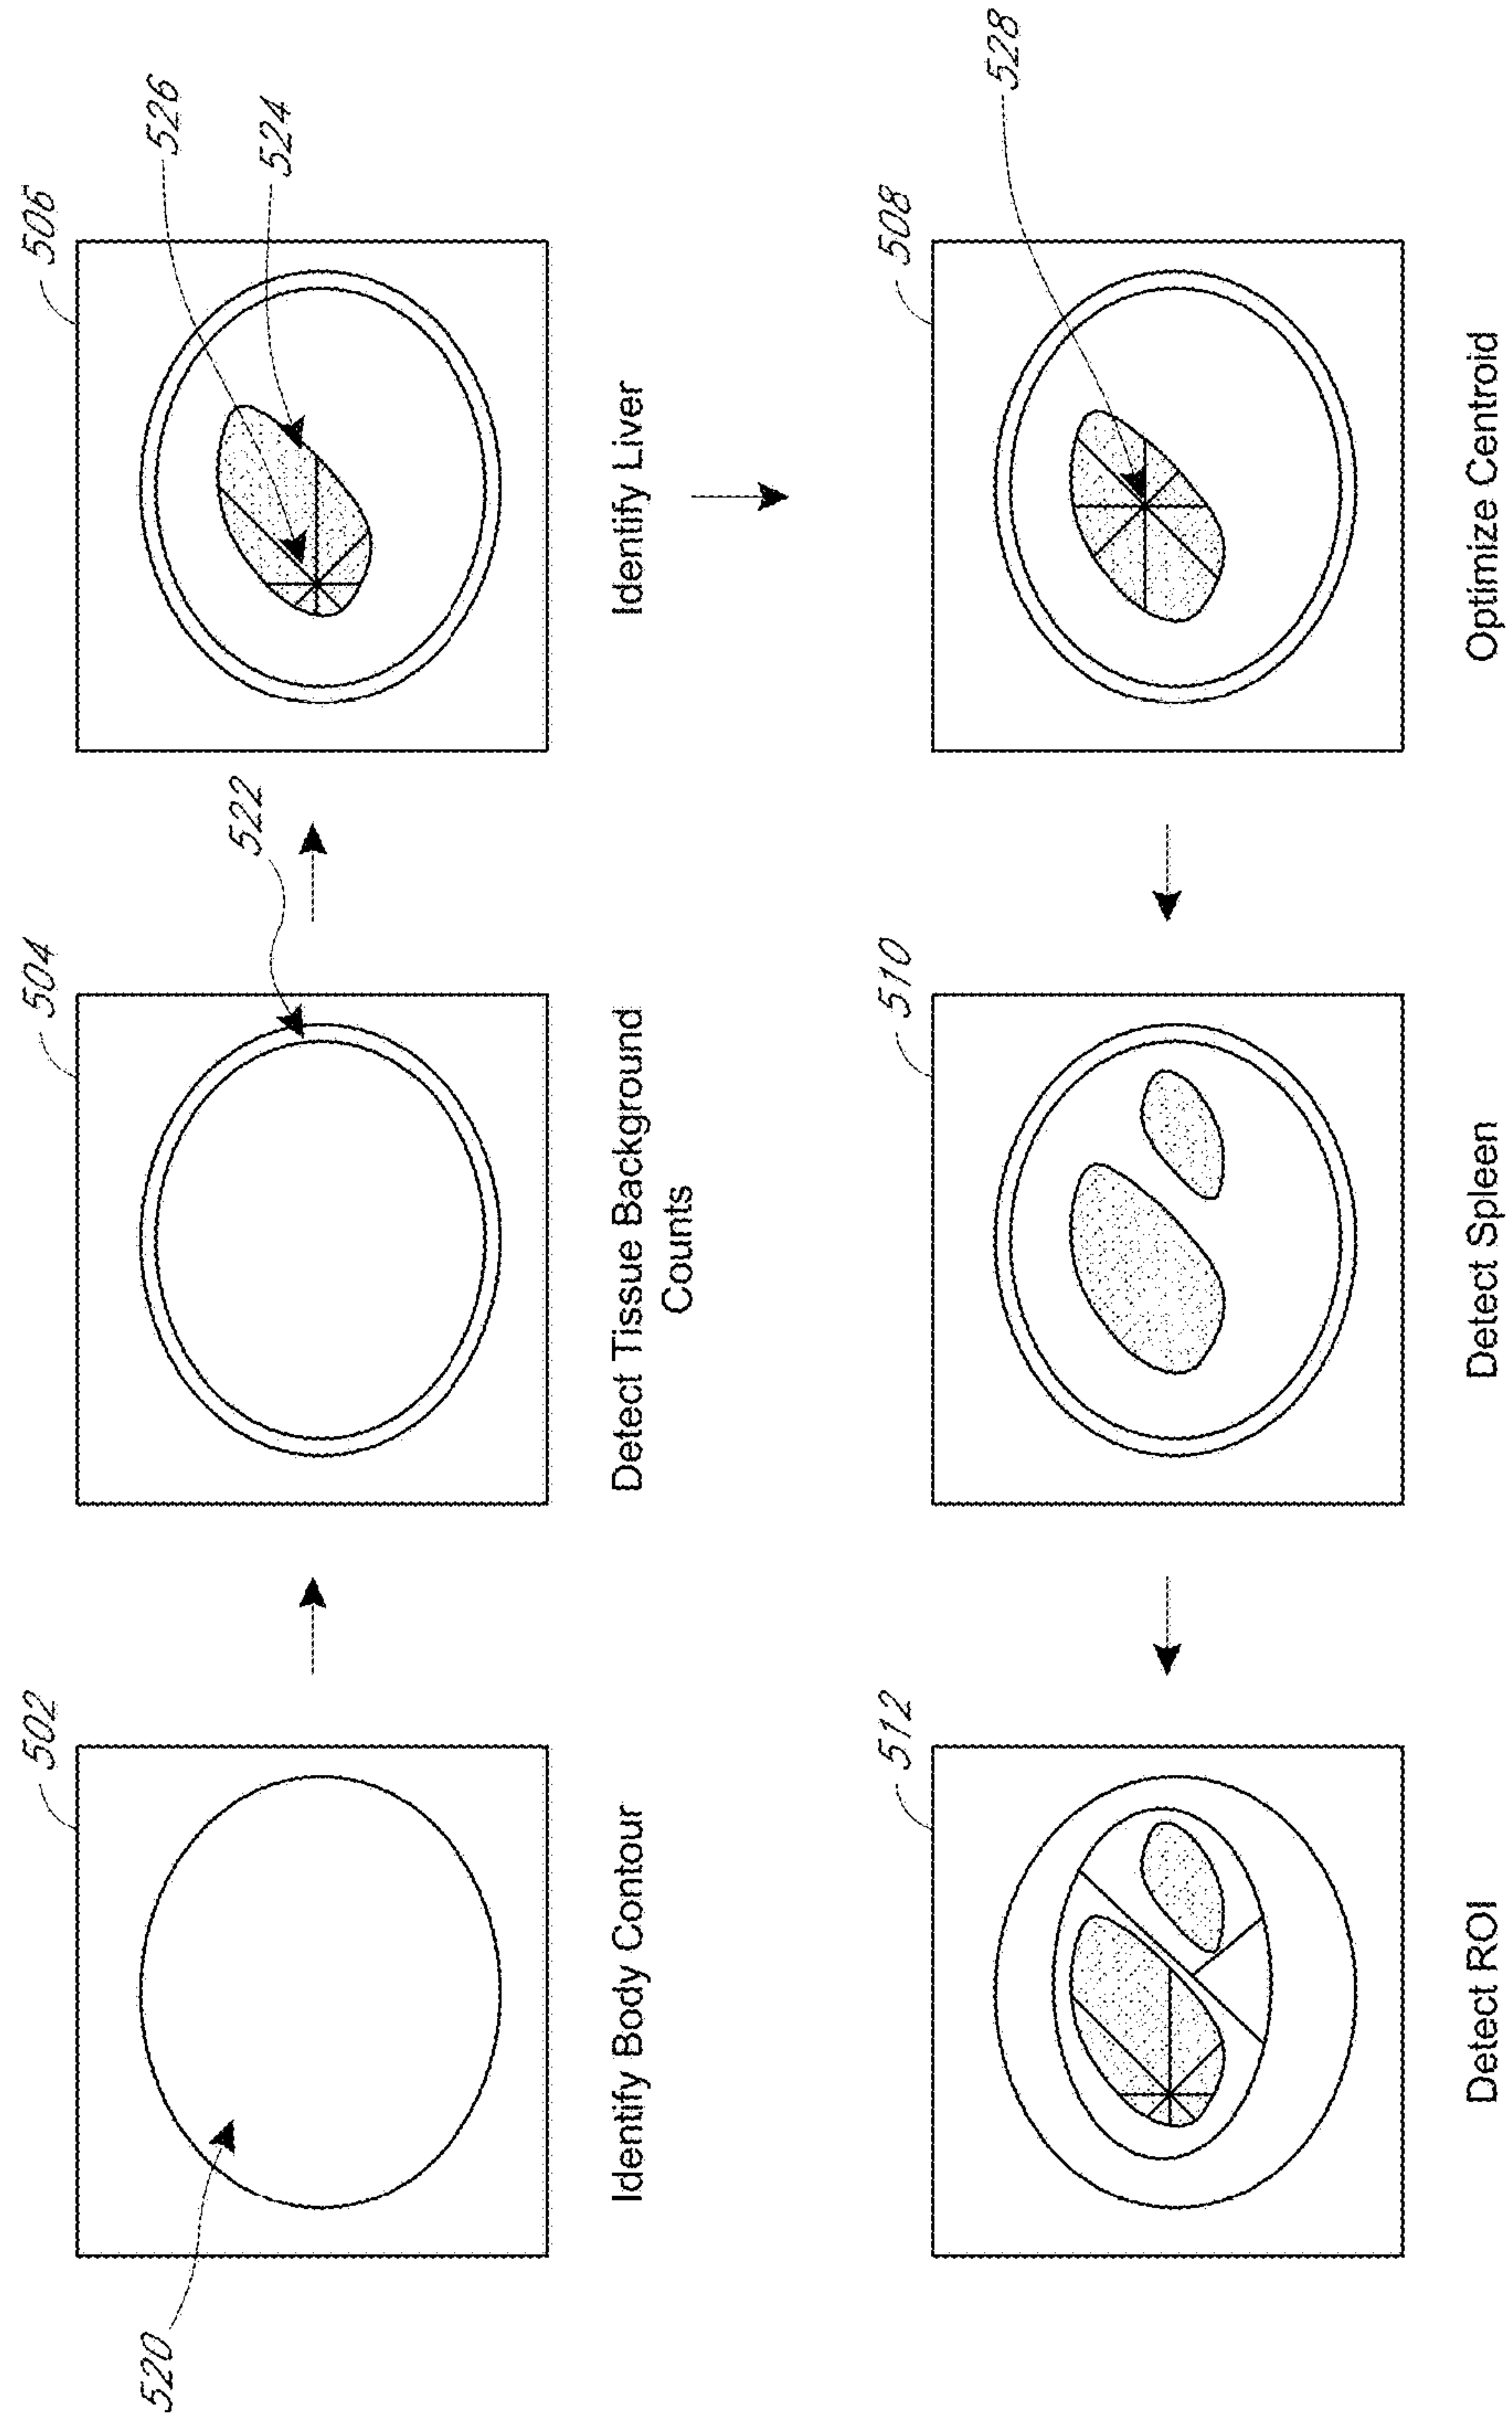 502
504
506
520
522
526
524
Identify Body Contour
Detect Tissue Background
Counts
Identify Liver
512
510
508
528
Detect ROI
Detect Spleen
Optimize Centroid